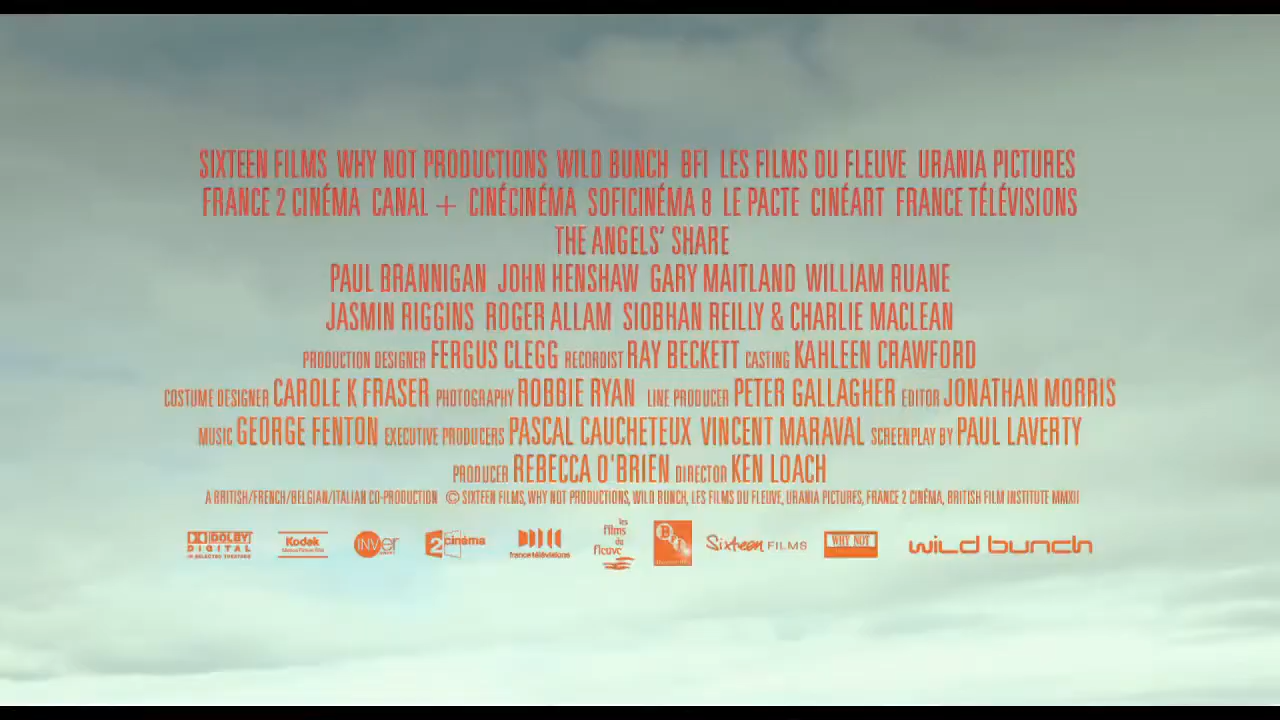 SIXTEEN FILMS WHY NOT PRODUCTIONS WILD BUNCH BFI LES FILMS DU FLEUVE URANIA PICTURES
FRANCE 2 CINÉMA CANAL + CINÉCINÉMA SOFICINÉMA 8 LE PACTE CINÉART FRANCE TÉLÉVISIONS
THE ANGELS' SHARE
PAUL BRANNIGAN JOHN HENSHAW GARY MAITLAND WILLIAM RUANE
JASMIN RIGGINS ROGER ALLAM SIOBHAN REILLY & CHARLIE MACLEAN
PRODUCTION DESIGNER FERGUS CLEGG RECORDIST RAY BECKETT CASTING KAHLEEN CRAWFORD
COSTUME DESIGNER CAROLE K FRASER PHOTOGRAPHY ROBBIE RYAN LINE PRODUCER PETER GALLAGHER EDITOR JONATHAN MORRIS
MUSIC GEORGE FENTON EXECUTIVE PRODUCERS PASCAL CAUCHETEUX VINCENT MARAVAL SCREENPLAY BY PAUL LAVERTY
PRODUCER REBECCA O'BRIEN DIRECTOR KEN LOACH
A BRITISH/FRENCH/BELGIAN/ITALIAN CO-PRODUCTION © SIXTEEN FILMS, WHY NOT PRODUCTIONS, WILD BUNCH, LES FILMS DU FLEUVE, URANIA PICTURES, FRANCE 2 CINÉMA, BRITISH FILM INSTITUTE MMXII
DOLBY DIGITAL IN SELECTED THEATRES Kodak INVer 2 cinéma france télévisions les films du fleuve BFI Sixteen FILMS WHY NOT wild bunch